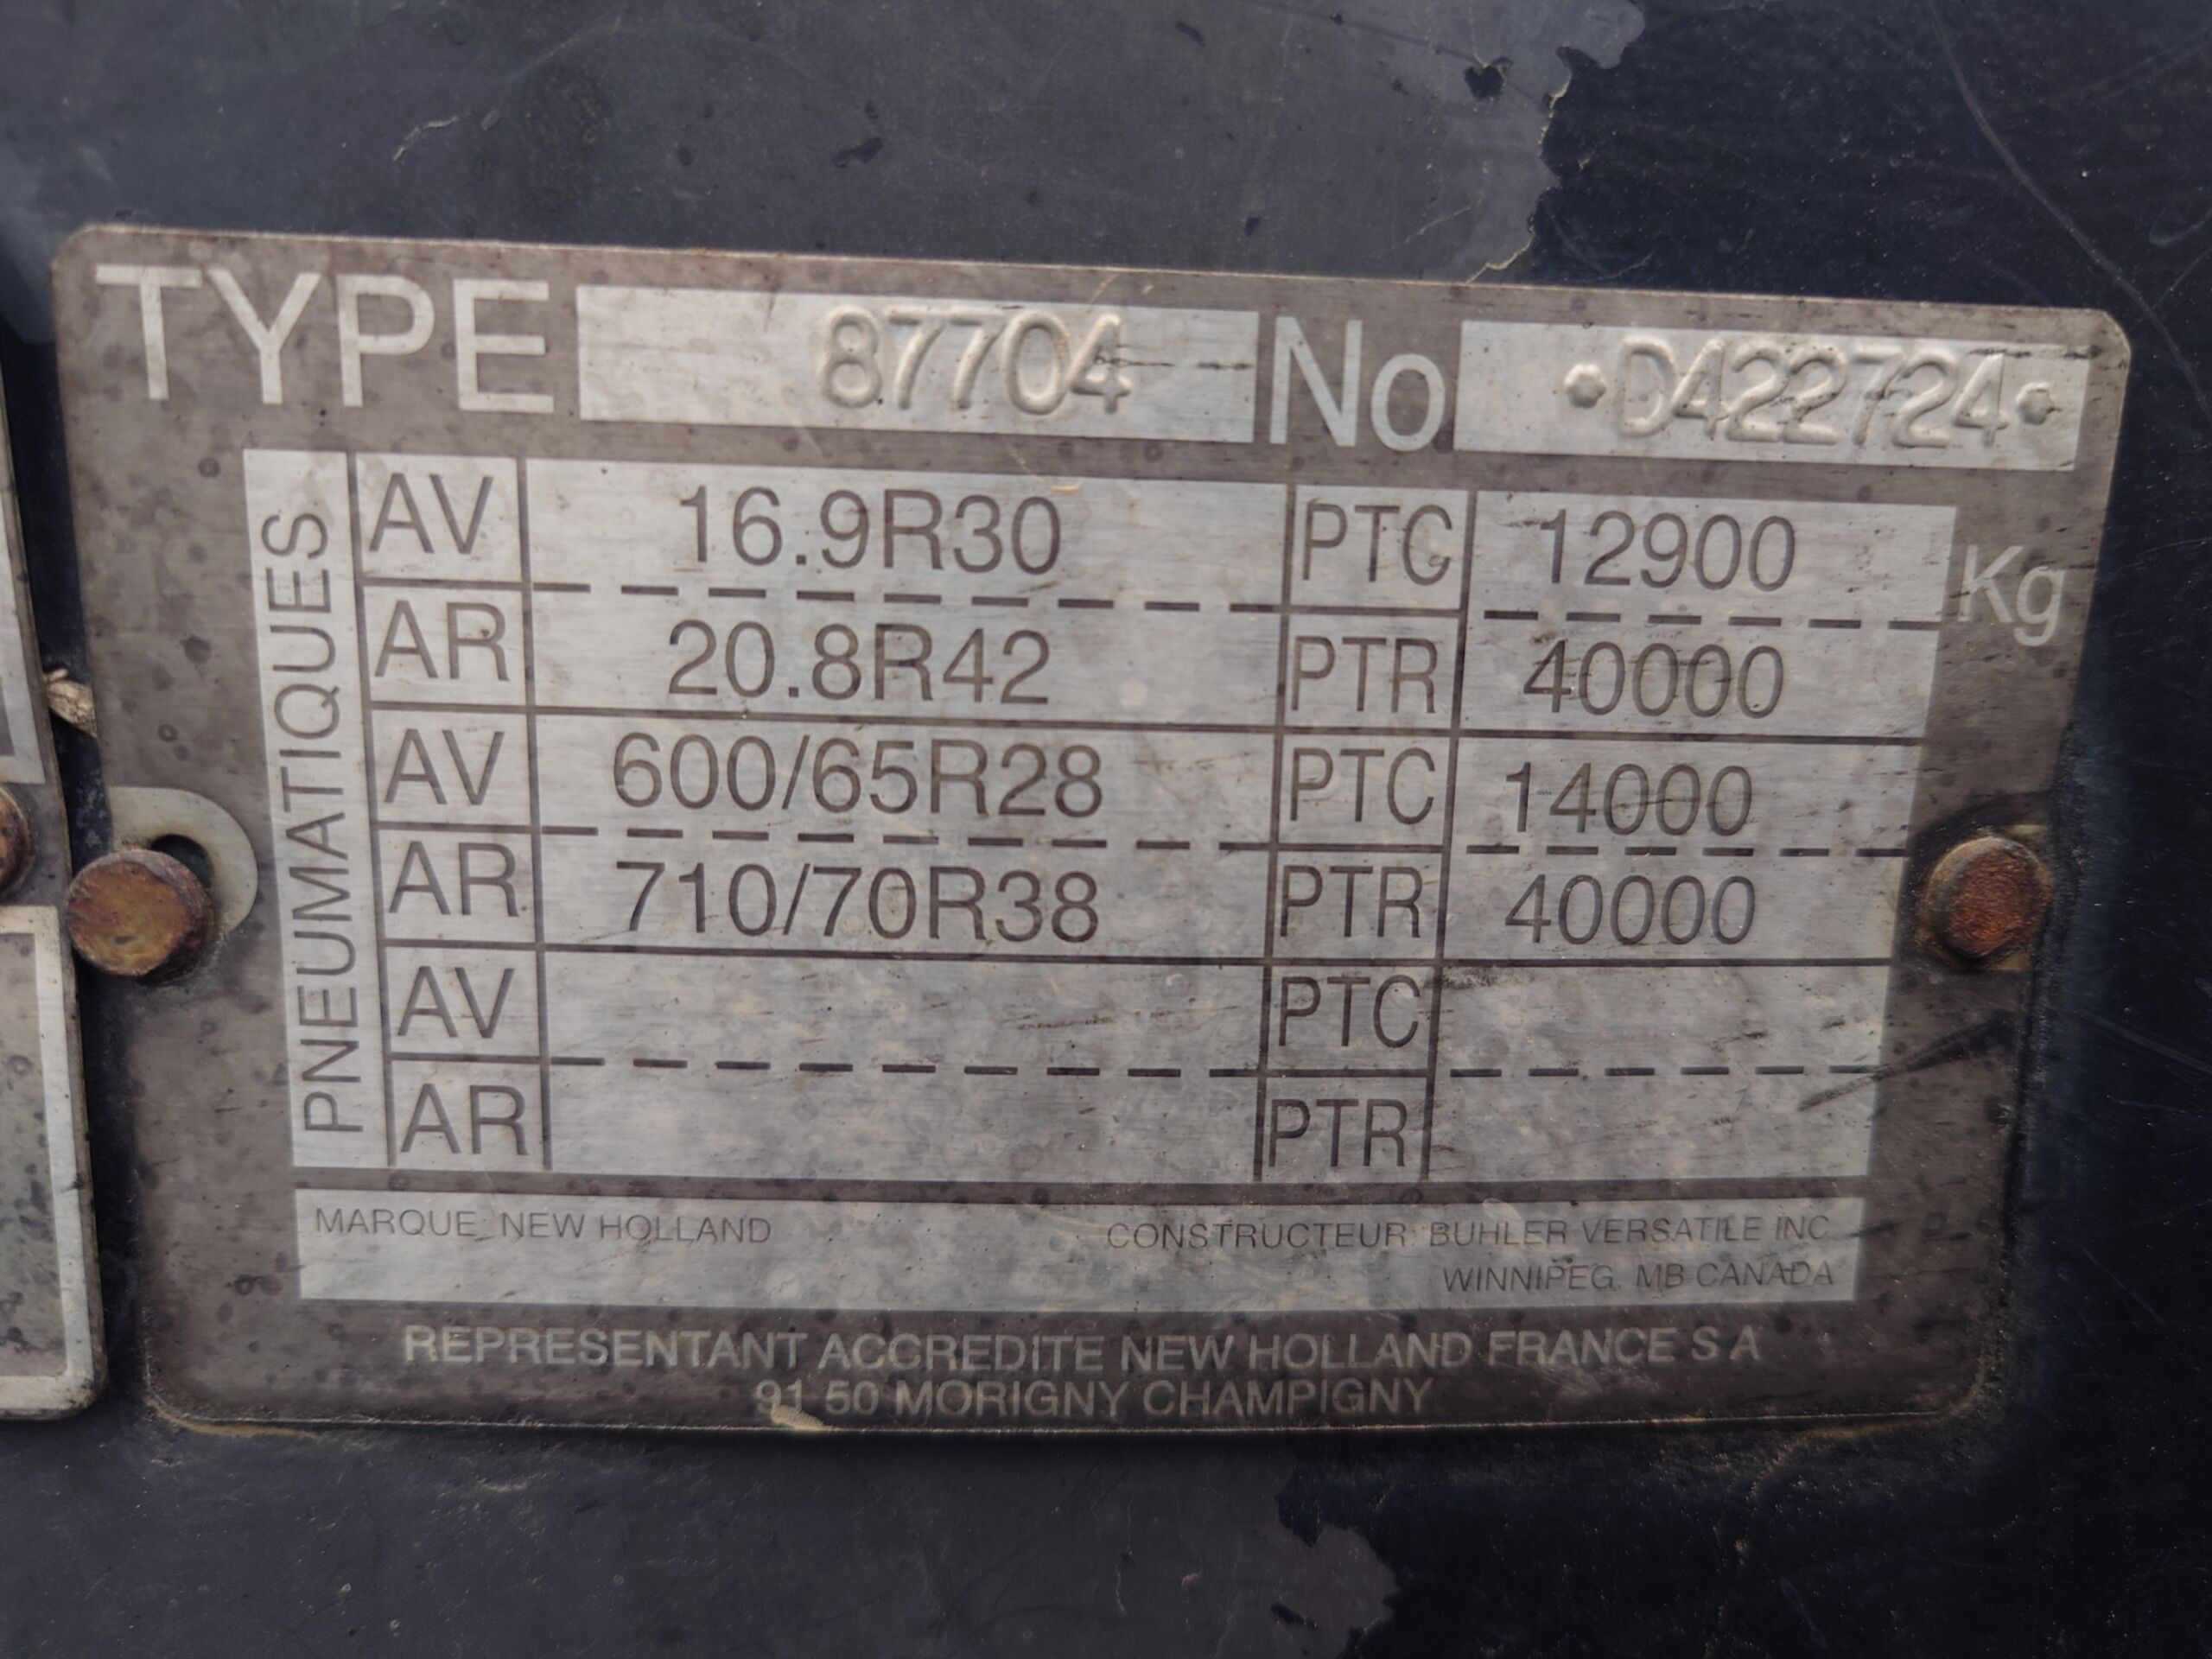 TYPE 87704 No •D422724•
PNEUMATIQUES
AV 16.9R30 PTC 12900 Kg
AR 20.8R42 PTR 40000
AV 600/65R28 PTC 14000
AR 710/70R38 PTR 40000
AV PTC
AR PTR
MARQUE: NEW HOLLAND CONSTRUCTEUR: BUHLER VERSATILE INC
WINNIPEG. MB CANADA
REPRESENTANT ACCREDITE NEW HOLLAND FRANCE S A
MORIGNY CHAMPIGNY